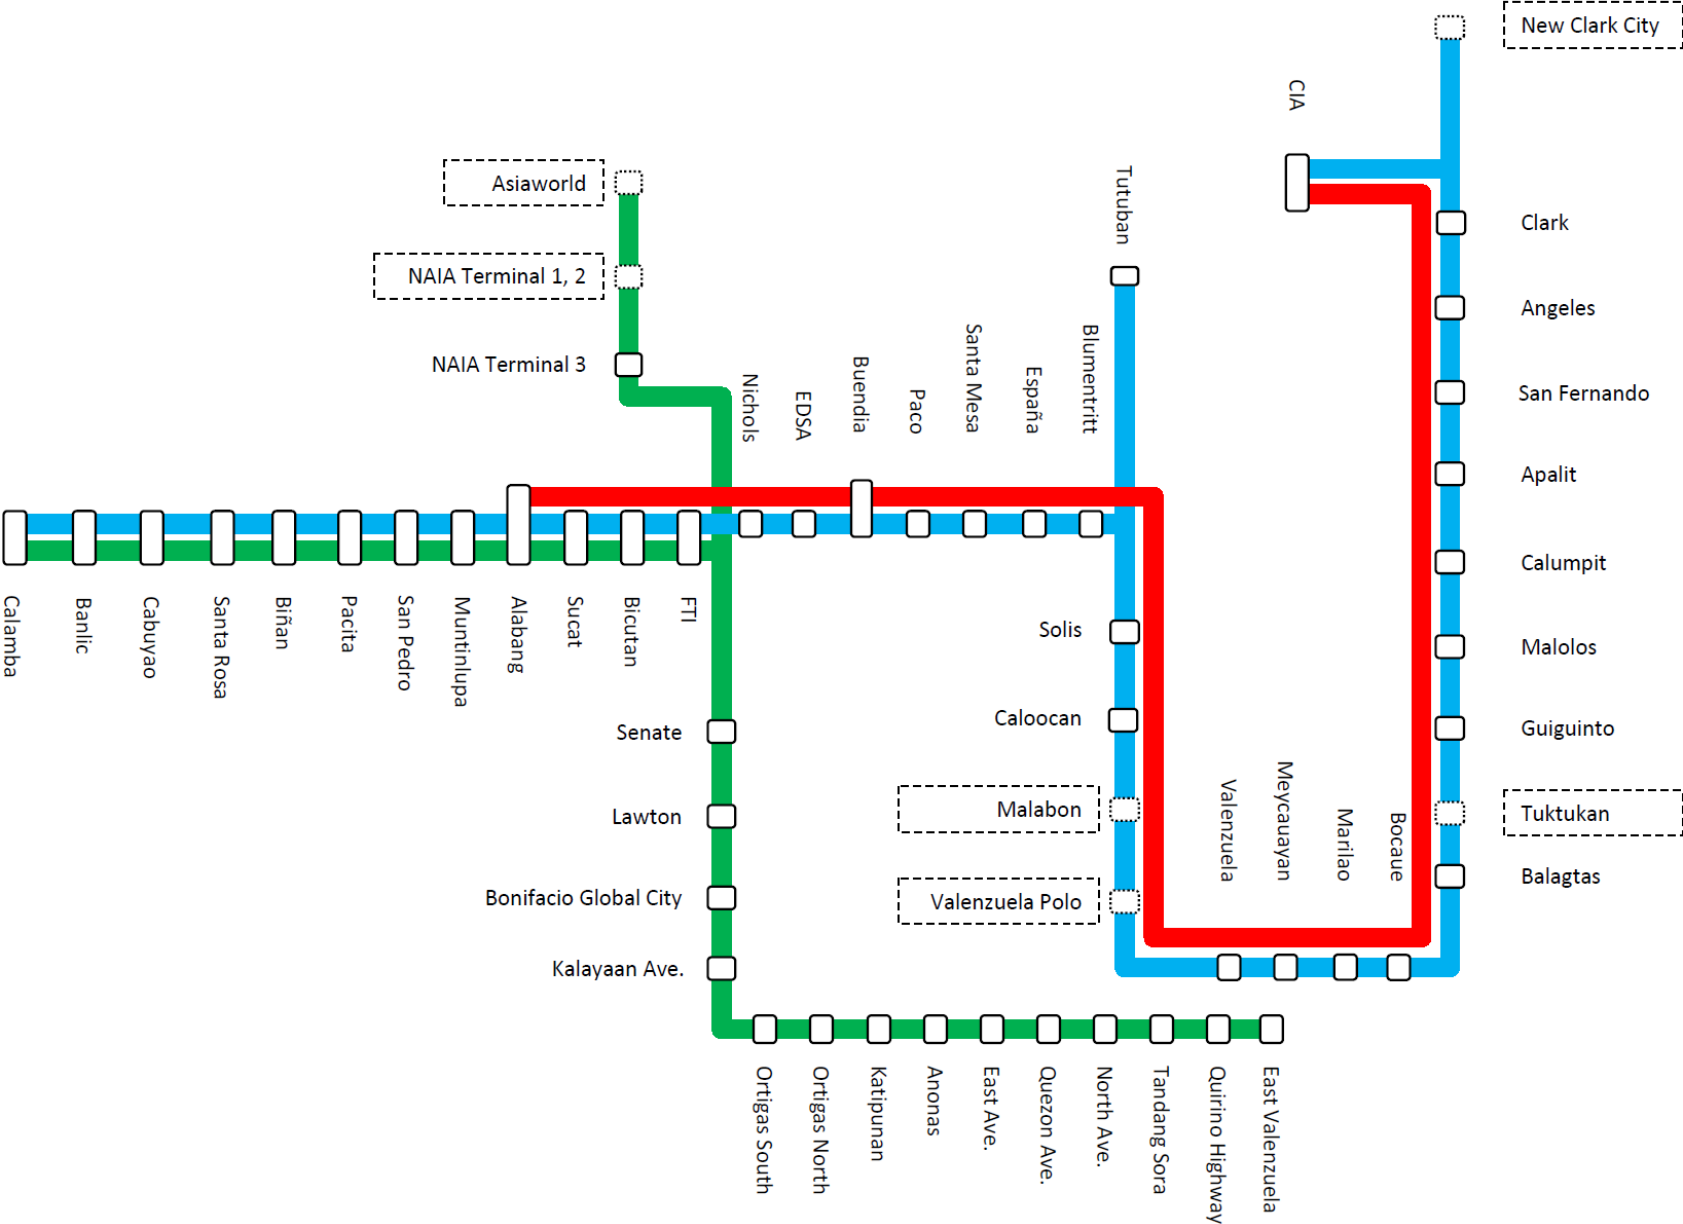 New Clark City
CIA
Asiaworld
Tutuban
Clark
NAIA Terminal 1, 2
Angeles
NAIA Terminal 3
Nichols
EDSA
Buendia
Paco
Santa Mesa
España
Blumentritt
San Fernando
Apalit
Calumpit
Calamba
Banlic
Cabuyao
Santa Rosa
Biñan
Pacita
San Pedro
Muntinlupa
Alabang
Sucat
Bicutan
FTI
Solis
Malolos
Senate
Caloocan
Guiguinto
Lawton
Malabon
Valenzuela
Meycauayan
Marilao
Bocaue
Tuktukan
Bonifacio Global City
Valenzuela Polo
Balagtas
Kalayaan Ave.
Ortigas South
Ortigas North
Katipunan
Anonas
East Ave.
Quezon Ave.
North Ave.
Tandang Sora
Quirino Highway
East Valenzuela